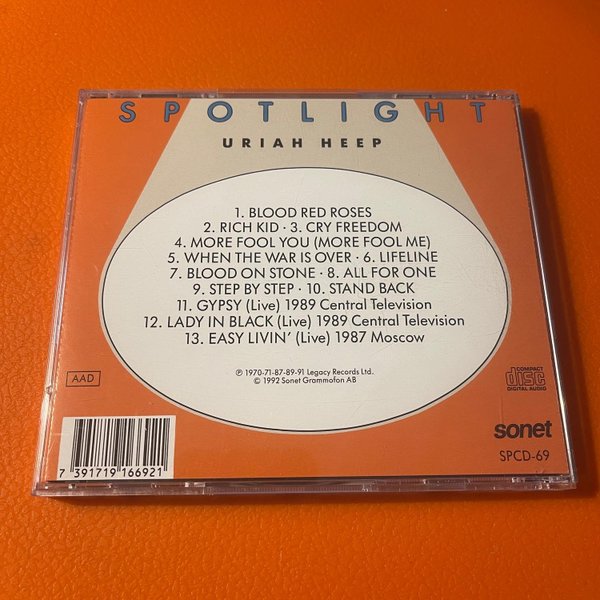 SPOTLIGHT
URIAH HEEP
1. BLOOD RED ROSES
2. RICH KID · 3. CRY FREEDOM
4. MORE FOOL YOU (MORE FOOL ME)
5. WHEN THE WAR IS OVER · 6. LIFELINE
7. BLOOD ON STONE · 8. ALL FOR ONE
9. STEP BY STEP · 10. STAND BACK
11. GYPSY (Live) 1989 Central Television
12. LADY IN BLACK (Live) 1989 Central Television
13. EASY LIVIN' (Live) 1987 Moscow
℗ 1970-71-87-89-91 Legacy Records Ltd.
© 1992 Sonet Grammofon AB
AAD
COMPACT
disc
DIGITAL AUDIO
sonet
SPCD-69
7 391719 166921